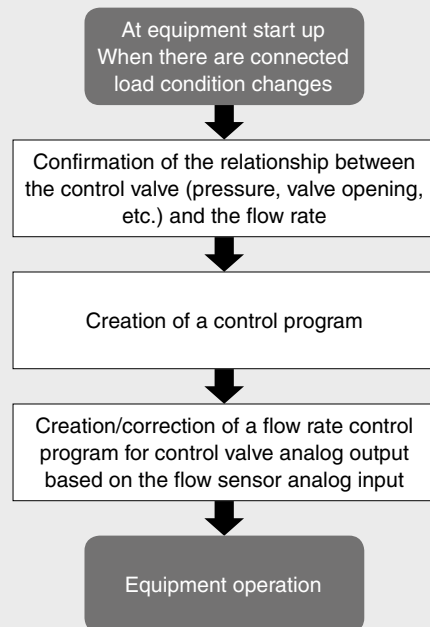 At equipment start up
When there are connected
load condition changes
Confirmation of the relationship between
the control valve (pressure, valve opening,
etc.) and the flow rate
Creation of a control program
Creation/correction of a flow rate control
program for control valve analog output
based on the flow sensor analog input
Equipment operation